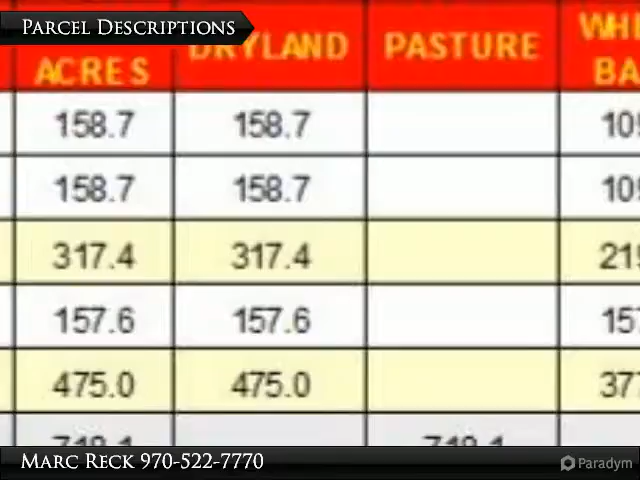 PARCEL DESCRIPTIONS
ACRES DRYLAND PASTURE
158.7 158.7
158.7 158.7
317.4 317.4
157.6 157.6
475.0 475.0
MARC RECK 970-522-7770
Paradym